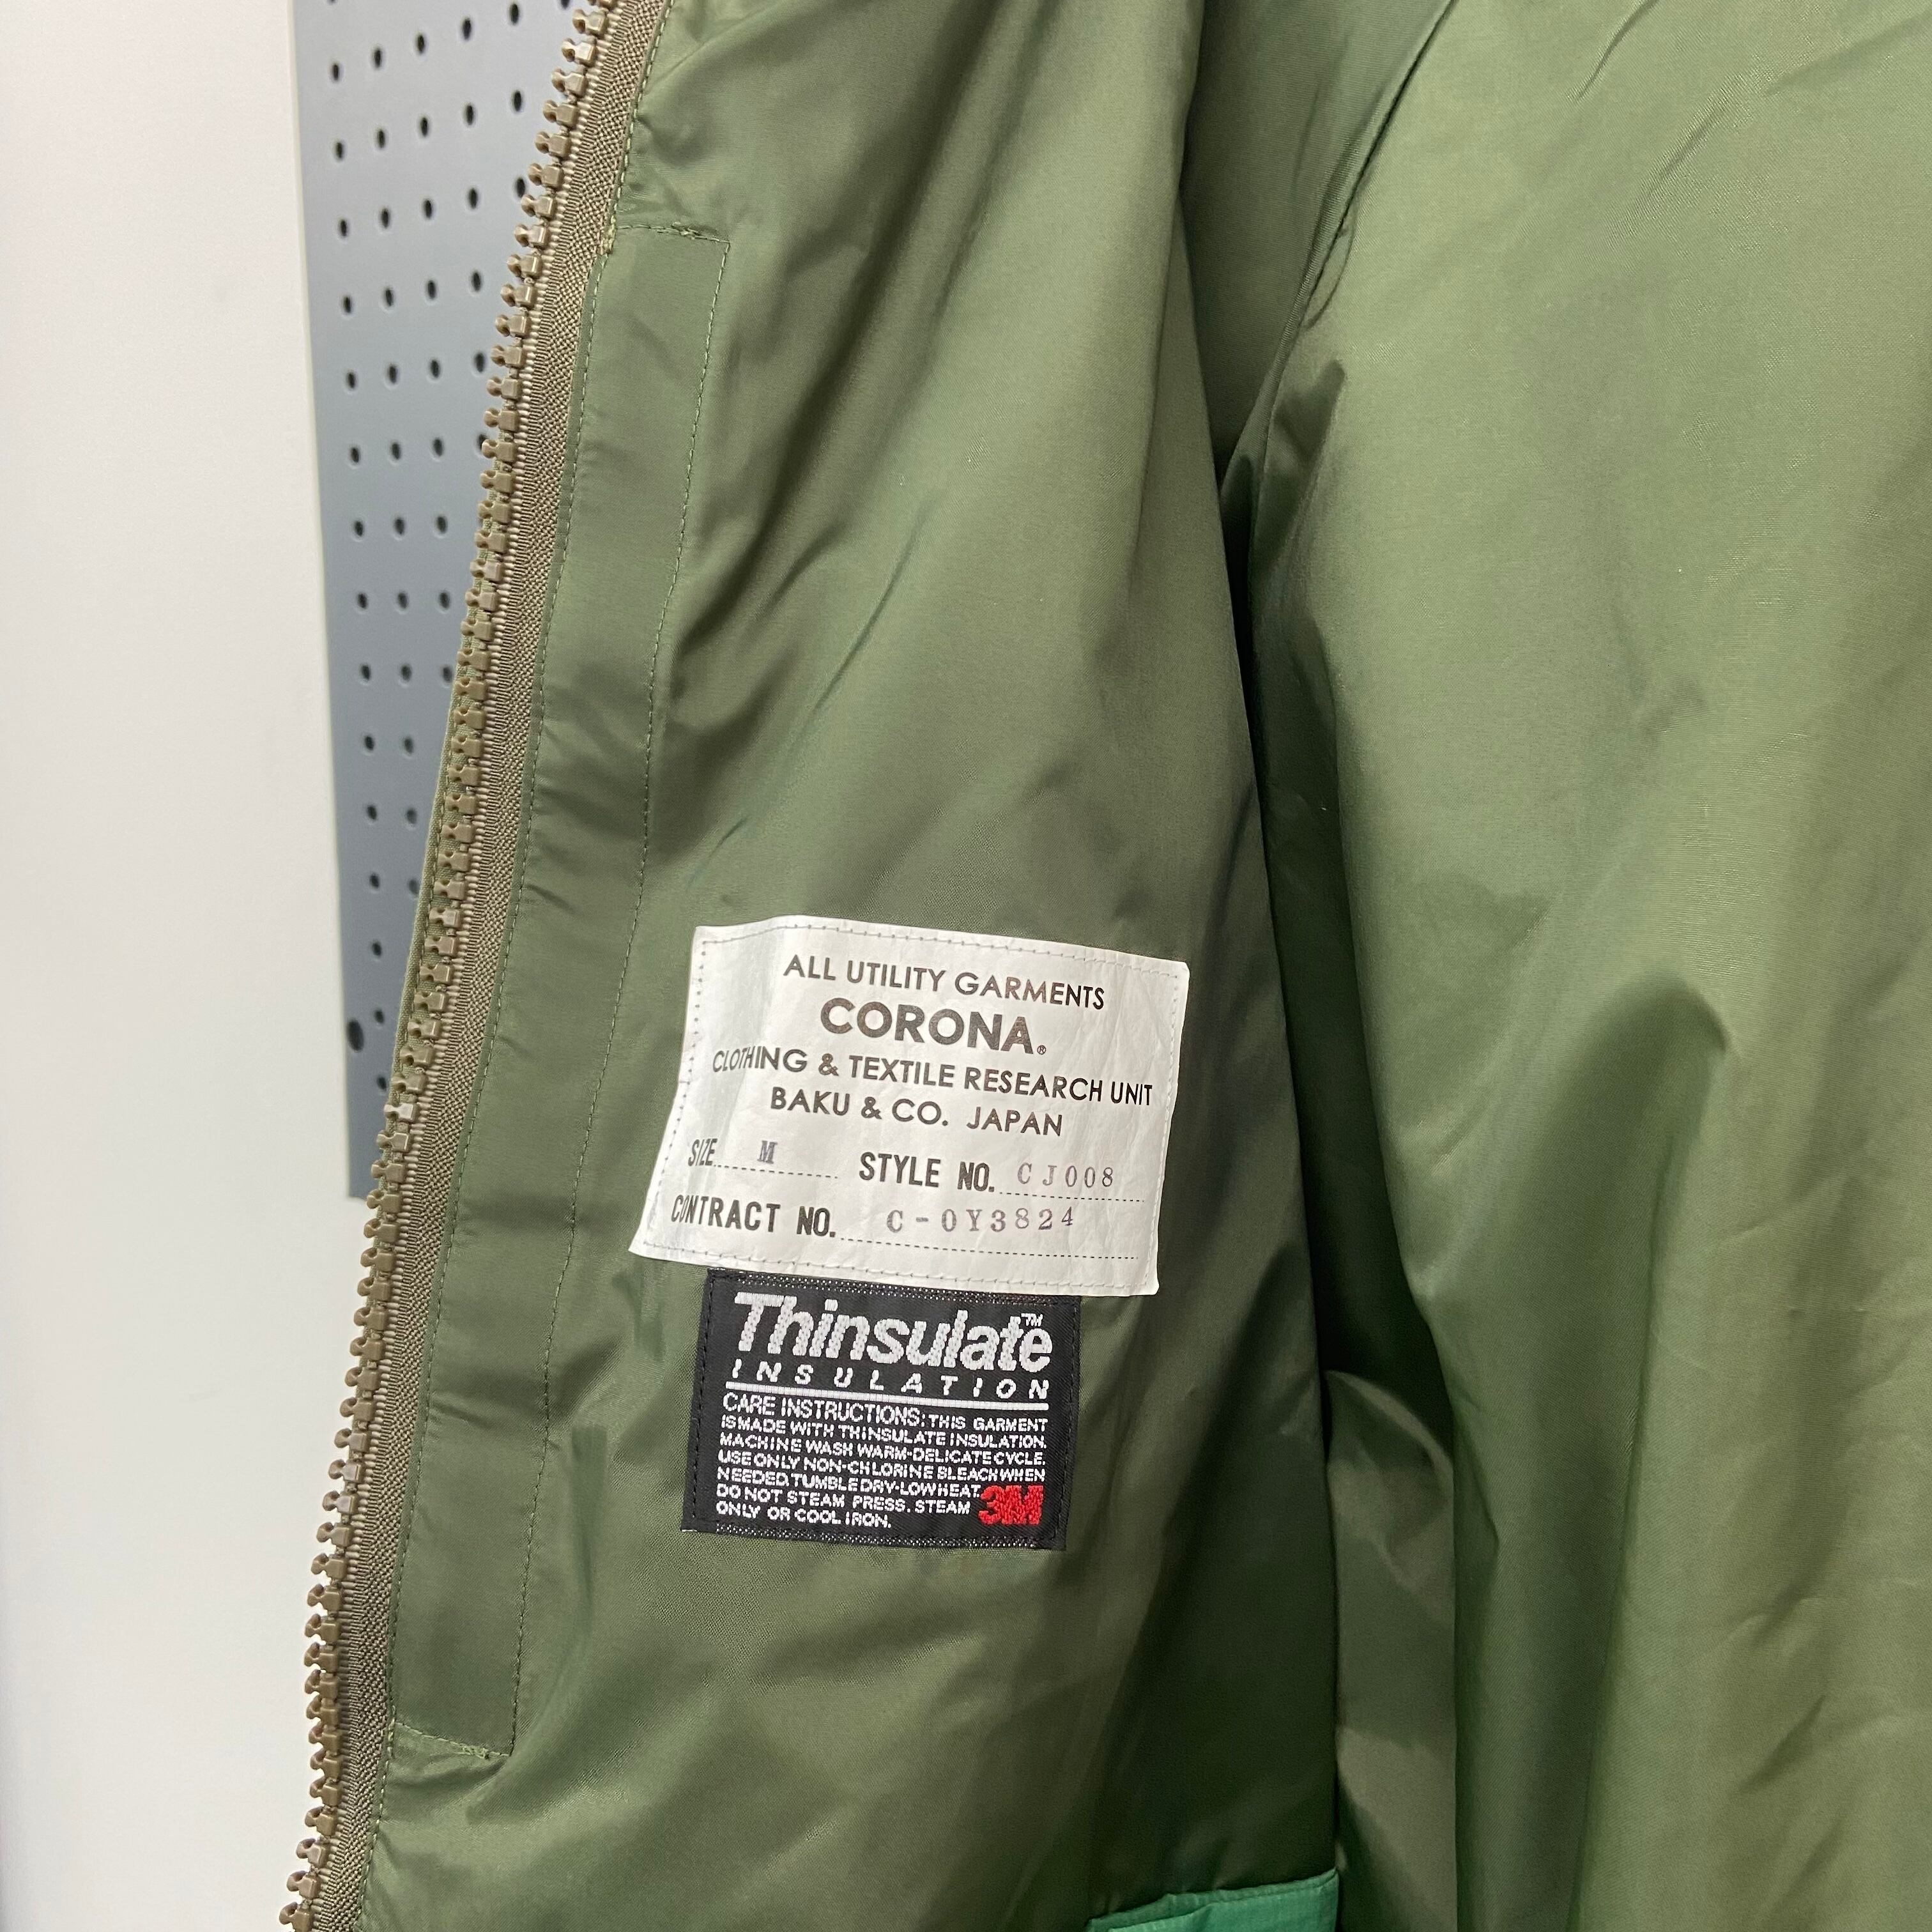 ALL UTILITY GARMENTS
CORONA®
CLOTHING & TEXTILE RESEARCH UNIT
BAKU & CO. JAPAN
SIZE M STYLE NO. CJ008
CONTRACT NO. C-0Y3824
Thinsulate™
INSULATION
CARE INSTRUCTIONS: THIS GARMENT
IS MADE WITH THINSULATE INSULATION.
MACHINE WASH WARM-DELICATE CYCLE.
USE ONLY NON-CHLORINE BLEACH WHEN
NEEDED. TUMBLE DRY-LOW HEAT.
DO NOT STEAM PRESS. STEAM
ONLY OR COOL IRON.
3M